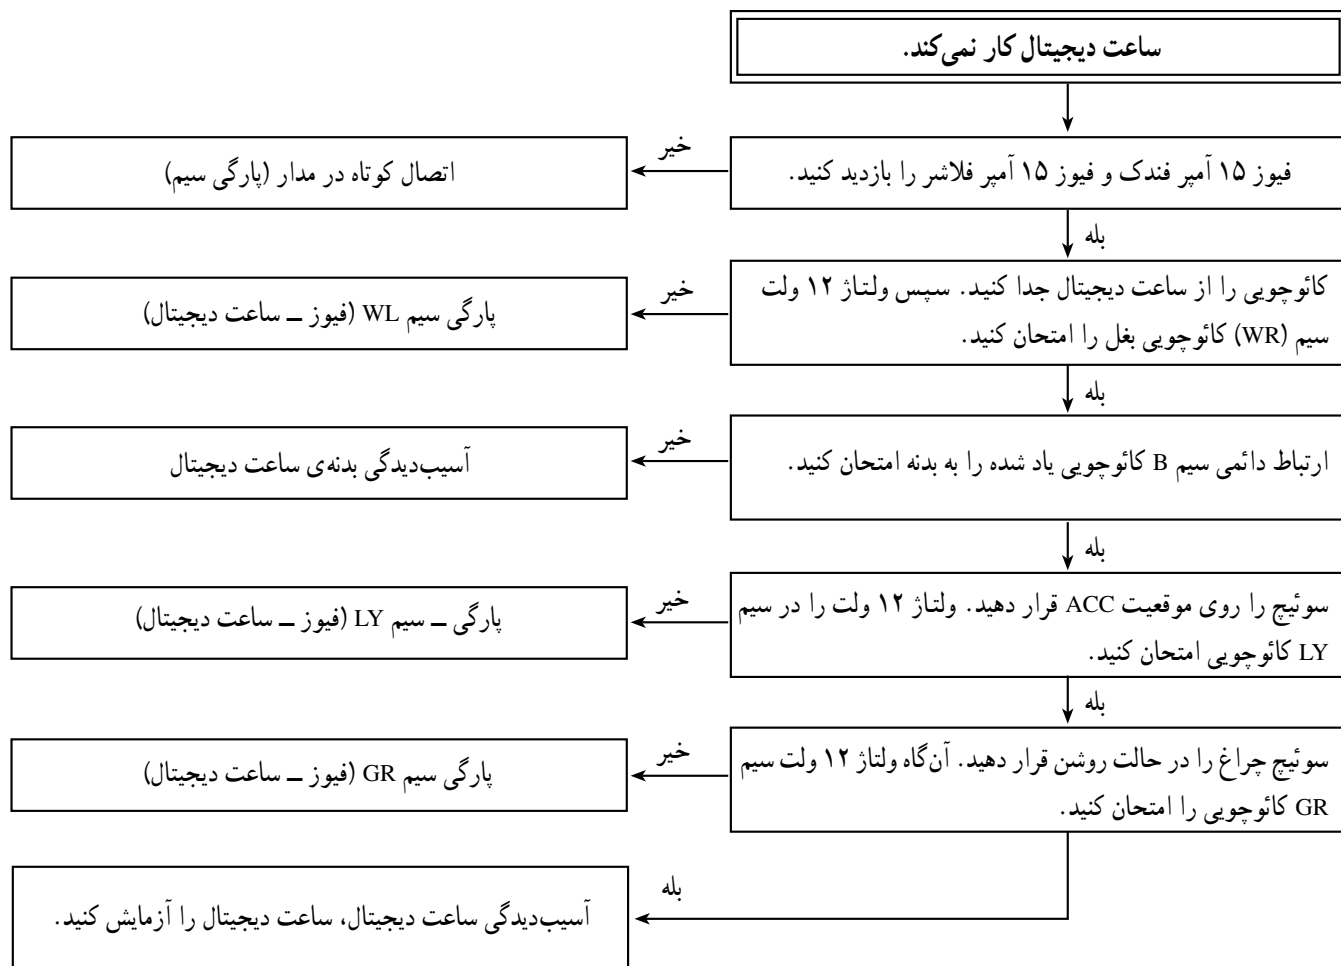 ساعت دیجیتال کار نمی‌کند.
فیوز ۱۵ آمپر فندک و فیوز ۱۵ آمپر فلاشر را بازدید کنید.
خیر
اتصال کوتاه در مدار (پارگی سیم)
بله
کائوچویی را از ساعت دیجیتال جدا کنید. سپس ولتاژ ۱۲ ولت
سیم (WR) کائوچویی بغل را امتحان کنید.
خیر
پارگی سیم WL (فیوز ــ ساعت دیجیتال)
بله
ارتباط دائمی سیم B کائوچویی یاد شده را به بدنه امتحان کنید.
خیر
آسیب‌دیدگی بدنه‌ی ساعت دیجیتال
بله
سوئیچ را روی موقعیت ACC قرار دهید. ولتاژ ۱۲ ولت را در سیم
LY کائوچویی امتحان کنید.
خیر
پارگی ــ سیم LY (فیوز ــ ساعت دیجیتال)
بله
سوئیچ چراغ را در حالت روشن قرار دهید. آن‌گاه ولتاژ ۱۲ ولت سیم
GR کائوچویی را امتحان کنید.
خیر
پارگی سیم GR (فیوز ــ ساعت دیجیتال)
بله
آسیب‌دیدگی ساعت دیجیتال، ساعت دیجیتال را آزمایش کنید.